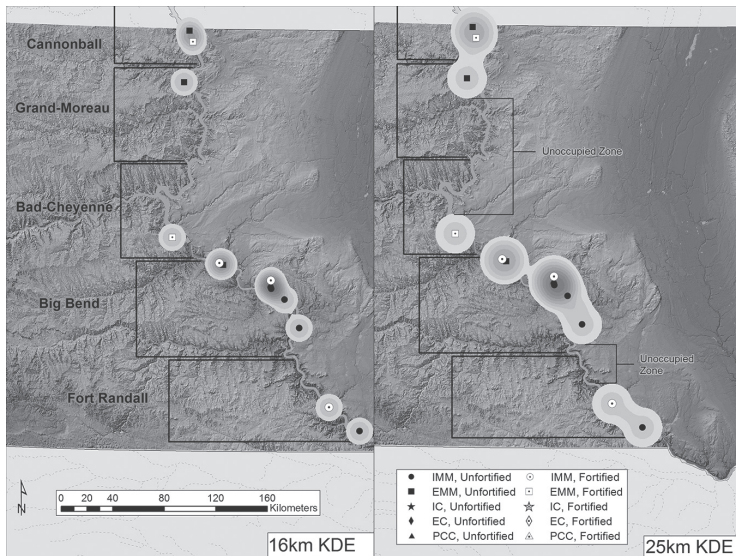 Cannonball
Grand-Moreau
Bad-Cheyenne
Big Bend
Fort Randall
N
0 20 40 80 120 160
Kilometers
16km KDE
Unoccupied Zone
Unoccupied
Zone
IMM, Unfortified
EMM, Unfortified
IC, Unfortified
EC, Unfortified
PCC, Unfortified
IMM, Fortified
EMM, Fortified
IC, Fortified
EC, Fortified
PCC, Fortified
25km KDE